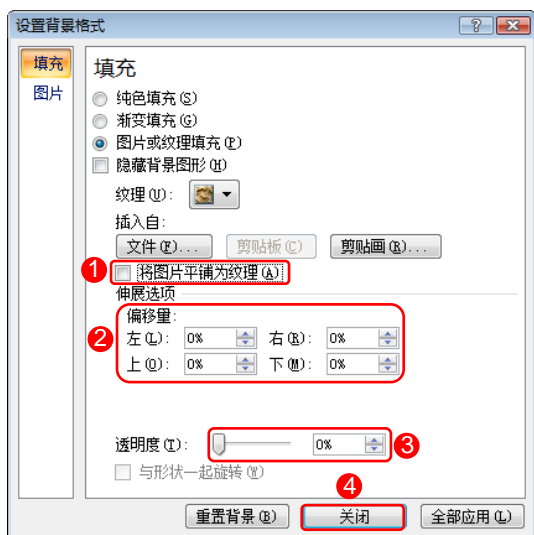 设置背景格式
填充
图片
填充
纯色填充(S)
渐变填充(G)
图片或纹理填充(P)
隐藏背景图形(H)
纹理(U):
插入自:
文件(F)... 剪贴板(C) 剪贴画(R)...
1 将图片平铺为纹理(A)
伸展选项
偏移量:
2 左(L): 0% 右(R): 0%
上(O): 0% 下(M): 0%
透明度(T): 0% 3
与形状一起旋转(W)
4
重置背景(B) 关闭 全部应用(L)